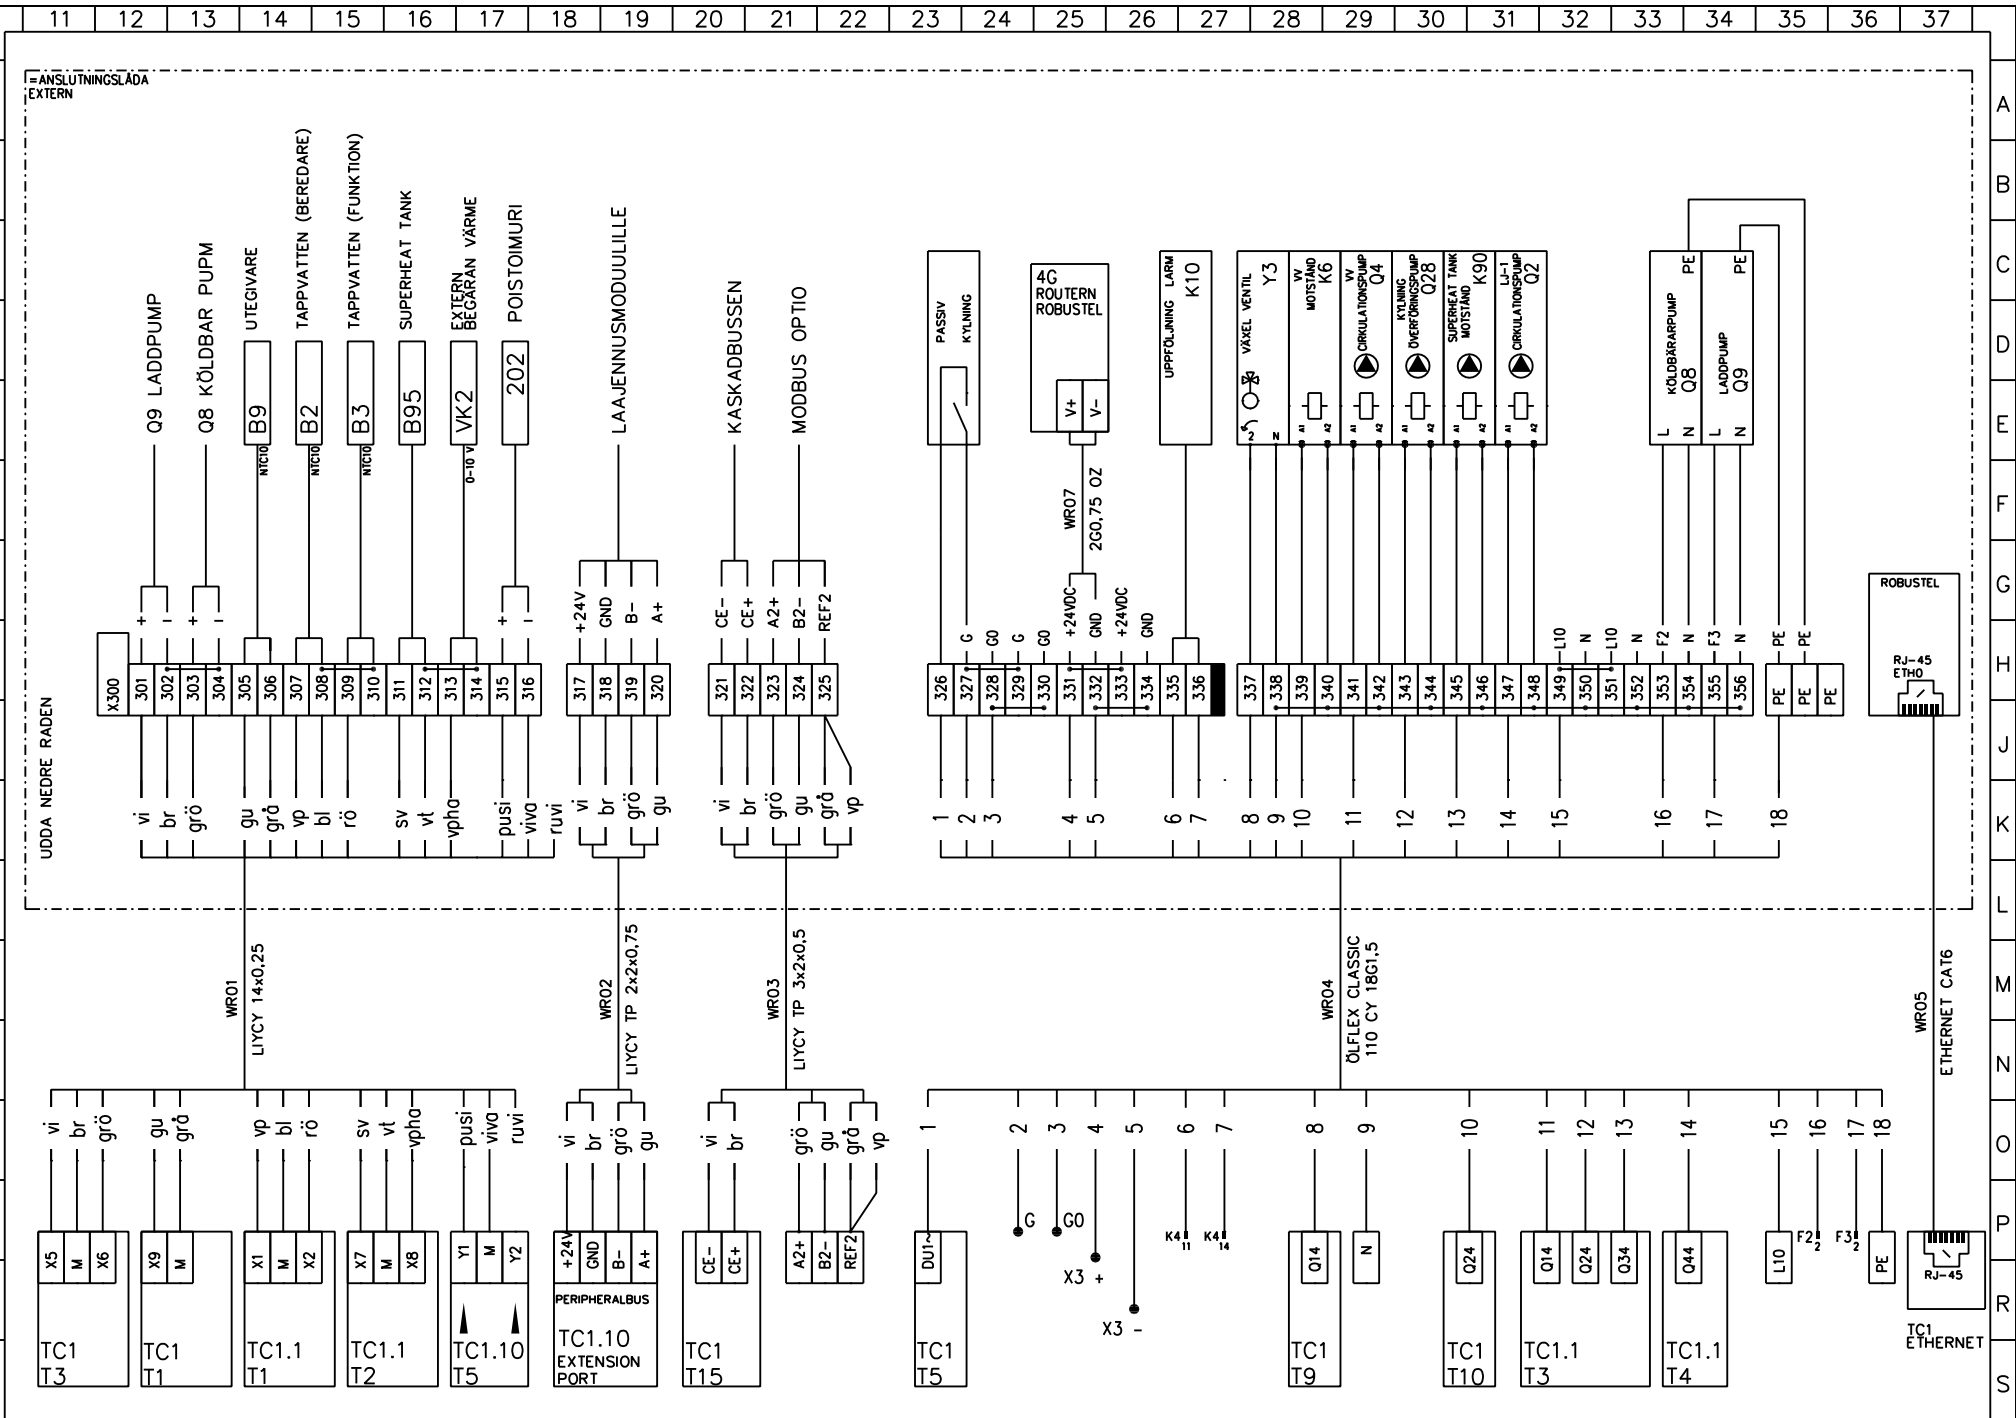 11 12 13 14 15 16 17 18 19 20 21 22 23 24 25 26 27 28 29 30 31 32 33 34 35 36 37
A
B
C
D
E
F
G
H
J
K
L
M
N
O
P
R
S
=ANSLUTNINGSLÅDA
EXTERN
UDDA NEDRE RADEN
Q9 LADDPUMP
Q8 KÖLDBAR PUPM
UTEGIVARE
B9
NTC10
TAPPVATTEN (BEREDARE)
B2
NTC10
TAPPVATTEN (FUNKTION)
B3
NTC10
SUPERHEAT TANK
B95
EXTERN
BEGÄRAN VÄRME
VK2
0-10 V
POISTOIMURI
202
LAAJENNUSMODUULILLE
KASKADBUSSEN
MODBUS OPTIO
PASSIV
KYLNING
4G
ROUTERN
ROBUSTEL
V+ V-
WR07
2G0,75 OZ
UPPFÖLJNING LARM
K10
VÄXEL VENTIL
Y3
2 N
VV
MOTSTÅND
K6
A1 A2
VV
CIRKULATIONSPUMP
Q4
A1 A2
KYLNING
ÖVERFÖRINGSPUMP
Q28
A1 A2
SUPERHEAT TANK
MOTSTÅND
K90
A1 A2
LJ-1
CIRKULATIONSPUMP
Q2
A1 A2
KÖLDBÄRARPUMP
Q8
L N PE
LADDPUMP
Q9
L N PE
+ - + - + -
+24V GND B- A+
CE- CE+ A2+ B2- REF2
G G0 G G0 +24VDC GND +24VDC GND
L10 N L10 N F2 N F3 N PE PE
X300 301 302 303 304 305 306 307 308 309 310 311 312 313 314 315 316
317 318 319 320
321 322 323 324 325
326 327 328 329 330 331 332 333 334 335 336
337 338 339 340 341 342 343 344 345 346 347 348 349 350 351 352 353 354 355 356
PE PE PE
ROBUSTEL
RJ-45
ETH0
vi br grö gu grå vp bl rö sv vt vpha pusi viva ruvi
vi br grö gu
vi br grö gu grå vp
1 2 3 4 5 6 7 8 9 10 11 12 13 14 15 16 17 18
WR01
LIYCY 14x0,25
WR02
LIYCY TP 2x2x0,75
WR03
LIYCY TP 3x2x0,5
WR04
ÖLFLEX CLASSIC
110 CY 18G1,5
WR05
ETHERNET CAT6
vi br grö gu grå vp bl rö sv vt vpha pusi viva ruvi
vi br grö gu
vi br grö gu grå vp
1 2 3 4 5 6 7 8 9 10 11 12 13 14 15 16 17 18
X5 M X6
TC1
T3
X9 M
TC1
T1
X1 M X2
TC1.1
T1
X7 M X8
TC1.1
T2
Y1 M Y2
TC1.10
T5
+24V GND B- A+
PERIPHERALBUS
TC1.10
EXTENSION
PORT
CE- CE+ A2+ B2- REF2
TC1
T15
DU1~
TC1
T5
G
G0
X3 +
X3 -
K4 11
K4 14
Q14
TC1
T9
N
Q24
TC1
T10
Q14 Q24 Q34
TC1.1
T3
Q44
TC1.1
T4
L10
F2 2
F3 2
PE
RJ-45
TC1
ETHERNET